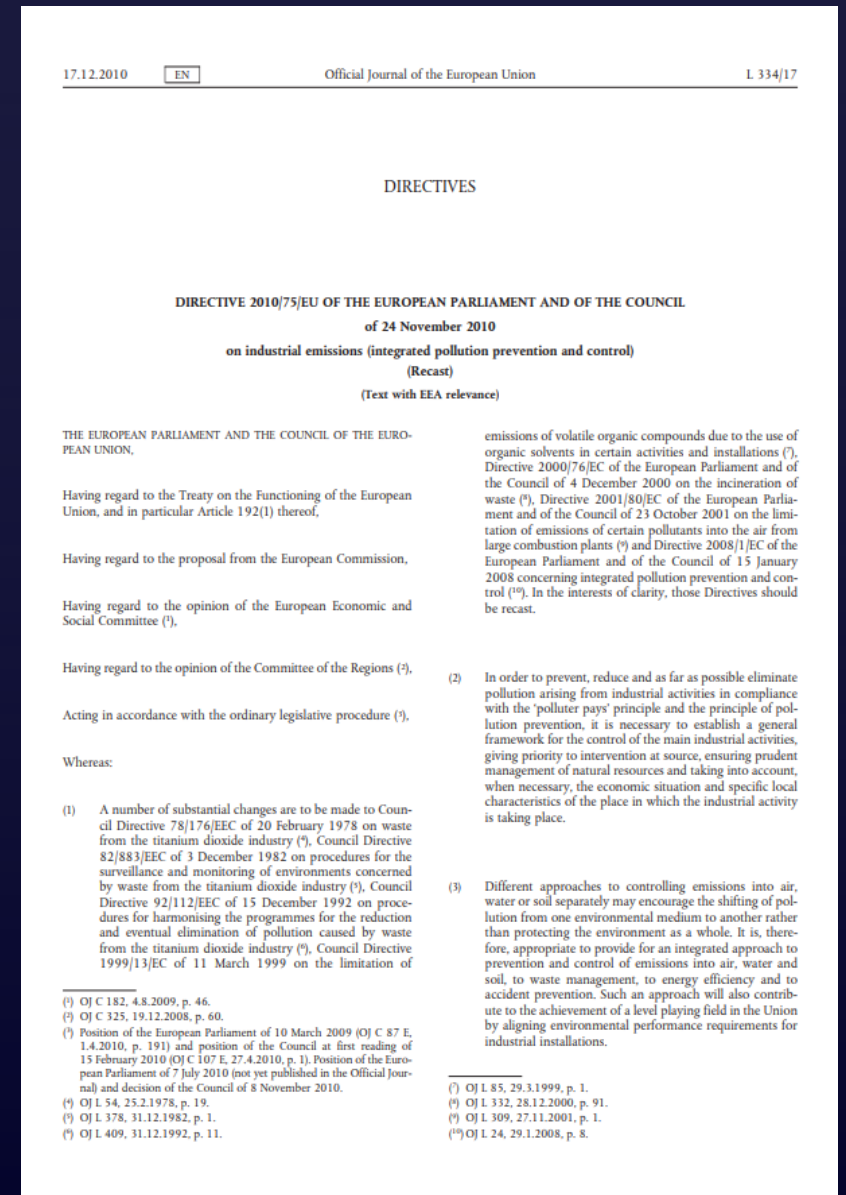 17.12.2010 EN Official Journal of the European Union L 334/17
DIRECTIVES
DIRECTIVE 2010/75/EU OF THE EUROPEAN PARLIAMENT AND OF THE COUNCIL
of 24 November 2010
on industrial emissions (integrated pollution prevention and control)
(Recast)
(Text with EEA relevance)
THE EUROPEAN PARLIAMENT AND THE COUNCIL OF THE EURO-
PEAN UNION,
Having regard to the Treaty on the Functioning of the European
Union, and in particular Article 192(1) thereof,
Having regard to the proposal from the European Commission,
Having regard to the opinion of the European Economic and
Social Committee (¹),
Having regard to the opinion of the Committee of the Regions (²),
Acting in accordance with the ordinary legislative procedure (³),
Whereas:
(1) A number of substantial changes are to be made to Coun-
cil Directive 78/176/EEC of 20 February 1978 on waste
from the titanium dioxide industry (⁴), Council Directive
82/883/EEC of 3 December 1982 on procedures for the
surveillance and monitoring of environments concerned
by waste from the titanium dioxide industry (⁵), Council
Directive 92/112/EEC of 15 December 1992 on proce-
dures for harmonising the programmes for the reduction
and eventual elimination of pollution caused by waste
from the titanium dioxide industry (⁶), Council Directive
1999/13/EC of 11 March 1999 on the limitation of
(¹) OJ C 182, 4.8.2009, p. 46.
(²) OJ C 325, 19.12.2008, p. 60.
(³) Position of the European Parliament of 10 March 2009 (OJ C 87 E,
1.4.2010, p. 191) and position of the Council at first reading of
15 February 2010 (OJ C 107 E, 27.4.2010, p. 1). Position of the Euro-
pean Parliament of 7 July 2010 (not yet published in the Official Jour-
nal) and decision of the Council of 8 November 2010.
(⁴) OJ L 54, 25.2.1978, p. 19.
(⁵) OJ L 378, 31.12.1982, p. 1.
(⁶) OJ L 409, 31.12.1992, p. 11.
emissions of volatile organic compounds due to the use of
organic solvents in certain activities and installations (⁷),
Directive 2000/76/EC of the European Parliament and of
the Council of 4 December 2000 on the incineration of
waste (⁸), Directive 2001/80/EC of the European Parlia-
ment and of the Council of 23 October 2001 on the limi-
tation of emissions of certain pollutants into the air from
large combustion plants (⁹) and Directive 2008/1/EC of the
European Parliament and of the Council of 15 January
2008 concerning integrated pollution prevention and con-
trol (¹⁰). In the interests of clarity, those Directives should
be recast.
(2) In order to prevent, reduce and as far as possible eliminate
pollution arising from industrial activities in compliance
with the ‘polluter pays’ principle and the principle of pol-
lution prevention, it is necessary to establish a general
framework for the control of the main industrial activities,
giving priority to intervention at source, ensuring prudent
management of natural resources and taking into account,
when necessary, the economic situation and specific local
characteristics of the place in which the industrial activity
is taking place.
(3) Different approaches to controlling emissions into air,
water or soil separately may encourage the shifting of pol-
lution from one environmental medium to another rather
than protecting the environment as a whole. It is, there-
fore, appropriate to provide for an integrated approach to
prevention and control of emissions into air, water and
soil, to waste management, to energy efficiency and to
accident prevention. Such an approach will also contrib-
ute to the achievement of a level playing field in the Union
by aligning environmental performance requirements for
industrial installations.
(⁷) OJ L 85, 29.3.1999, p. 1.
(⁸) OJ L 332, 28.12.2000, p. 91.
(⁹) OJ L 309, 27.11.2001, p. 1.
(¹⁰) OJ L 24, 29.1.2008, p. 8.